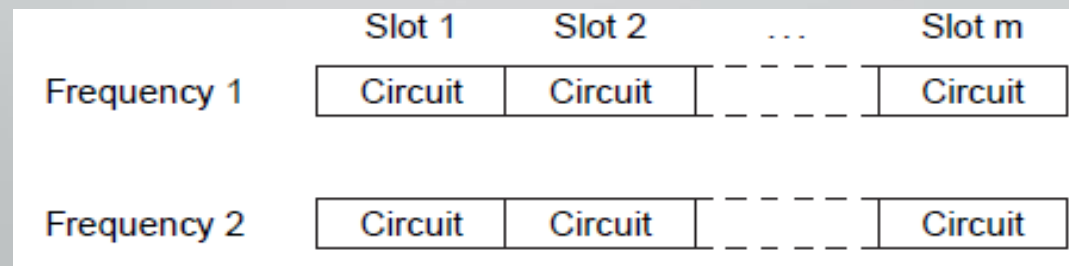 Slot 1 Slot 2 ... Slot m
Frequency 1 Circuit Circuit Circuit
Frequency 2 Circuit Circuit Circuit